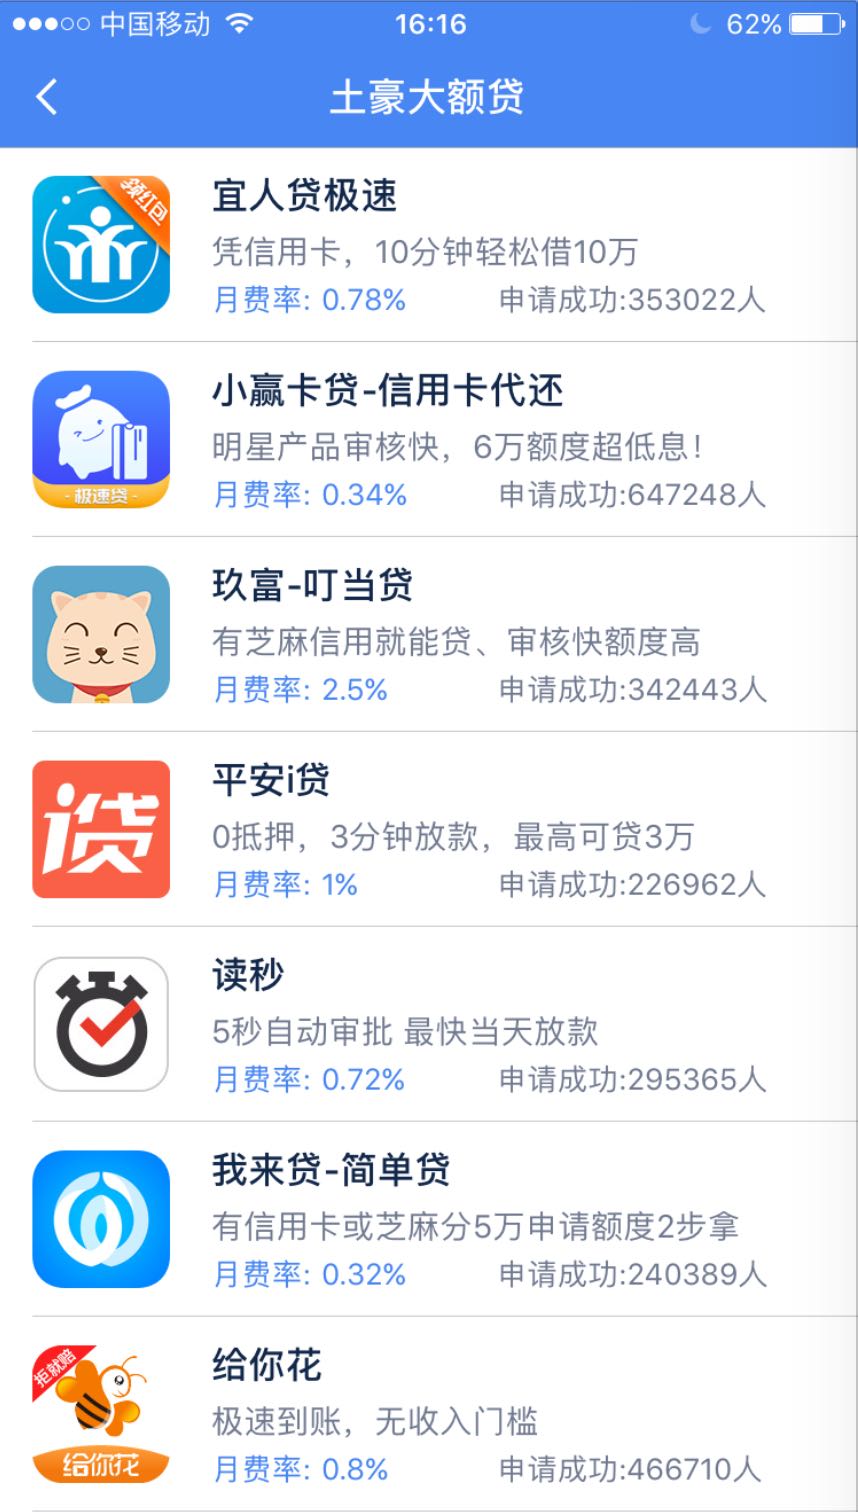 中国移动 16:16 62%
土豪大额贷
领红包
宜人贷极速
凭信用卡，10分钟轻松借10万
月费率: 0.78% 申请成功:353022人
小赢卡贷-信用卡代还
明星产品审核快，6万额度超低息！
- 极速贷 -
月费率: 0.34% 申请成功:647248人
玖富-叮当贷
有芝麻信用就能贷、审核快额度高
月费率: 2.5% 申请成功:342443人
平安i贷
i贷
0抵押，3分钟放款，最高可贷3万
月费率: 1% 申请成功:226962人
读秒
5秒自动审批 最快当天放款
月费率: 0.72% 申请成功:295365人
我来贷-简单贷
有信用卡或芝麻分5万申请额度2步拿
月费率: 0.32% 申请成功:240389人
拒就赔
给你花
极速到账，无收入门槛
给你花
月费率: 0.8% 申请成功:466710人